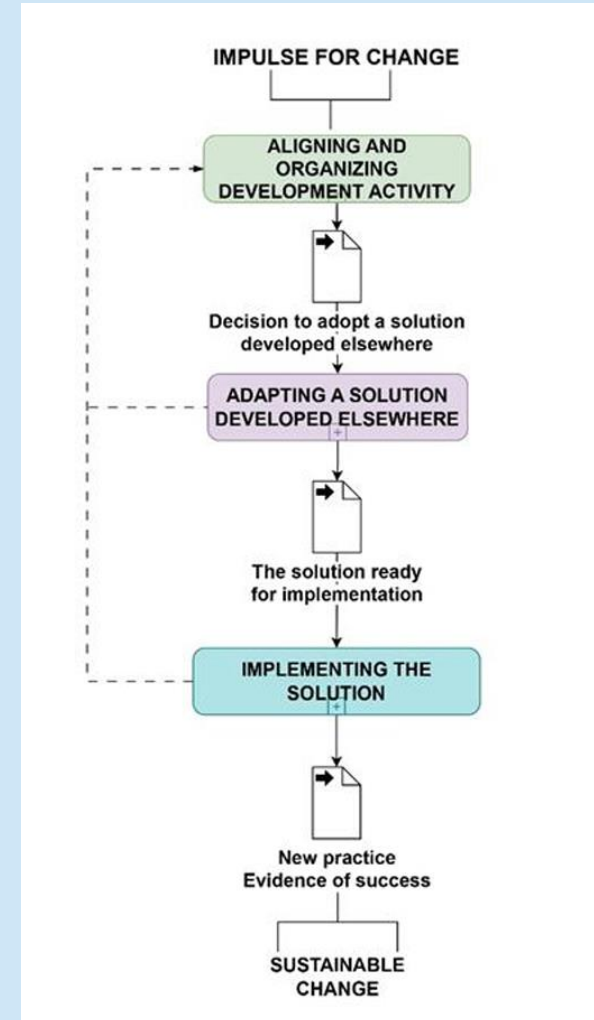 IMPULSE FOR CHANGE
ALIGNING AND
ORGANIZING
DEVELOPMENT ACTIVITY
Decision to adopt a solution
developed elsewhere
ADAPTING A SOLUTION
DEVELOPED ELSEWHERE
+
The solution ready
for implementation
IMPLEMENTING THE
SOLUTION
+
New practice
Evidence of success
SUSTAINABLE
CHANGE